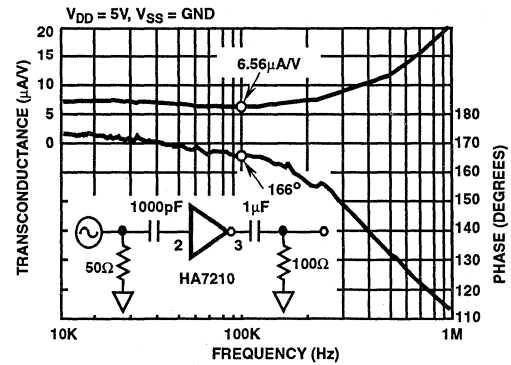 V_DD = 5V, V_SS = GND
TRANSCONDUCTANCE (μA/V)
20
15
10
5
0
6.56μA/V
166°
180
170
160
150
140
130
120
110
PHASE (DEGREES)
1000pF
1μF
2
3
50Ω
HA7210
100Ω
10K
100K
1M
FREQUENCY (Hz)